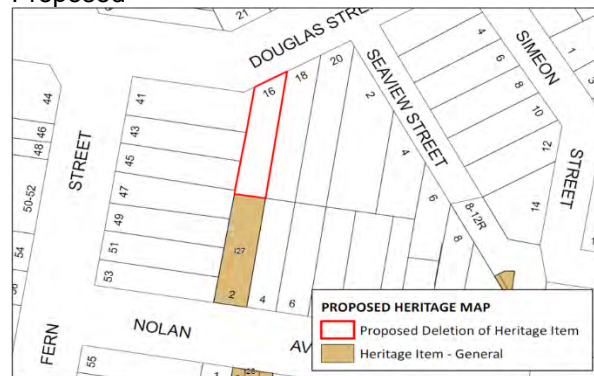 Proposed
21
DOUGLAS STRE
16
18
20
SEAVIEW STREET
SIMEON
STREET
2
4
6
8
8-12R
4
6
8
10
12
14
1
3
44
46
48
50-52
54
STREET
FERN
41
43
45
47
49
51
53
55
I27
2
4
6
NOLAN
AV
1
I28
PROPOSED HERITAGE MAP
Proposed Deletion of Heritage Item
Heritage Item - General